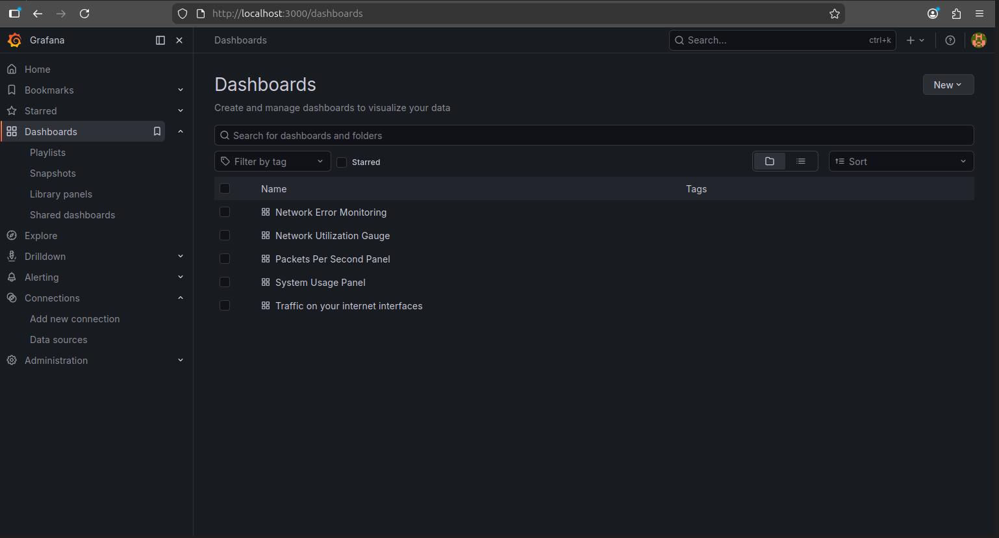 http://localhost:3000/dashboards
Grafana
Dashboards
Search...
ctrl+k
Home
Bookmarks
Starred
Dashboards
Playlists
Snapshots
Library panels
Shared dashboards
Explore
Drilldown
Alerting
Connections
Add new connection
Data sources
Administration
Dashboards
New
Create and manage dashboards to visualize your data
Search for dashboards and folders
Filter by tag
Starred
Sort
Name
Tags
Network Error Monitoring
Network Utilization Gauge
Packets Per Second Panel
System Usage Panel
Traffic on your internet interfaces